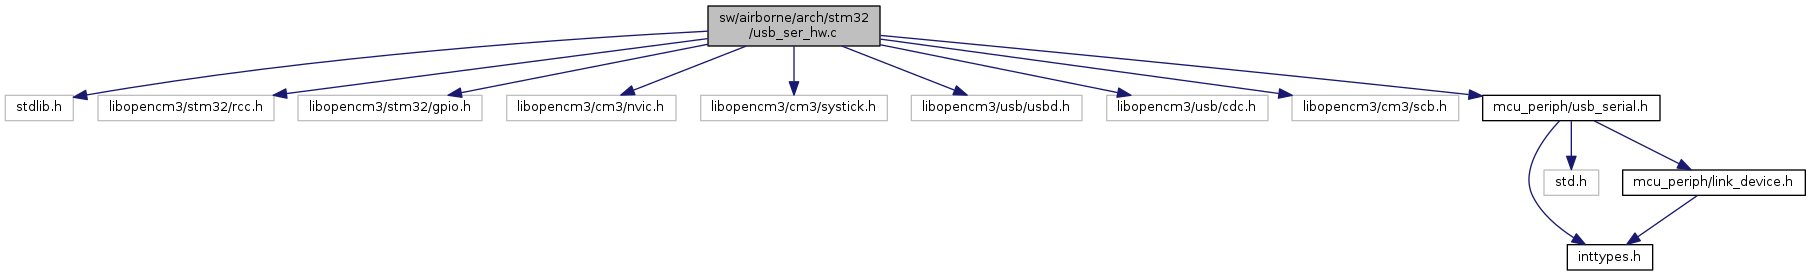 sw/airborne/arch/stm32
/usb_ser_hw.c
stdlib.h
libopencm3/stm32/rcc.h
libopencm3/stm32/gpio.h
libopencm3/cm3/nvic.h
libopencm3/cm3/systick.h
libopencm3/usb/usbd.h
libopencm3/usb/cdc.h
libopencm3/cm3/scb.h
mcu_periph/usb_serial.h
std.h
mcu_periph/link_device.h
inttypes.h